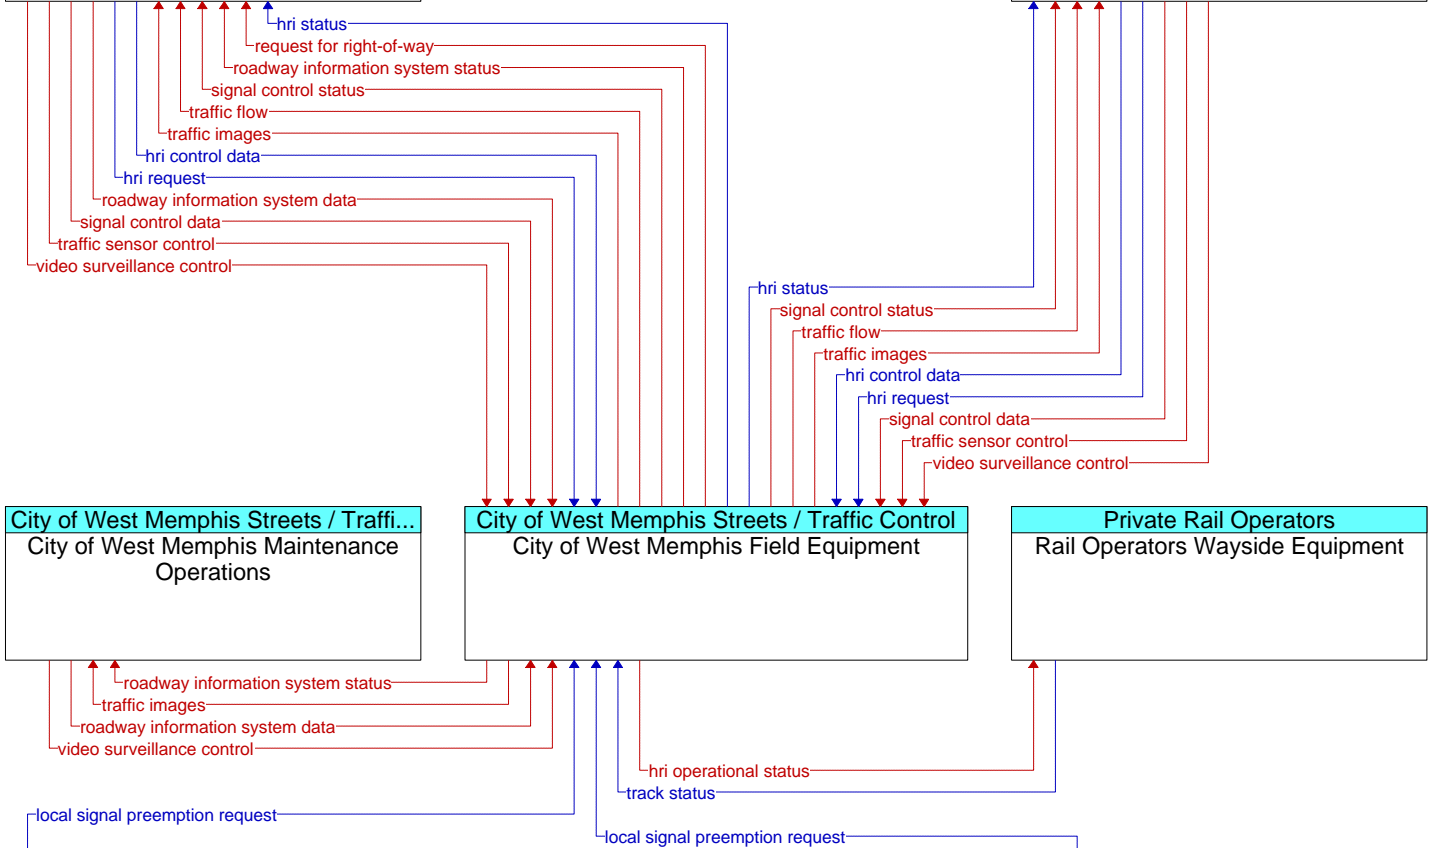 hri status
request for right-of-way
roadway information system status
signal control status
traffic flow
traffic images
hri control data
hri request
roadway information system data
signal control data
traffic sensor control
video surveillance control
hri status
signal control status
traffic flow
traffic images
hri control data
hri request
signal control data
traffic sensor control
video surveillance control
City of West Memphis Streets / Traffi...
City of West Memphis Maintenance
Operations
City of West Memphis Streets / Traffic Control
City of West Memphis Field Equipment
Private Rail Operators
Rail Operators Wayside Equipment
roadway information system status
traffic images
roadway information system data
video surveillance control
hri operational status
track status
local signal preemption request
local signal preemption request